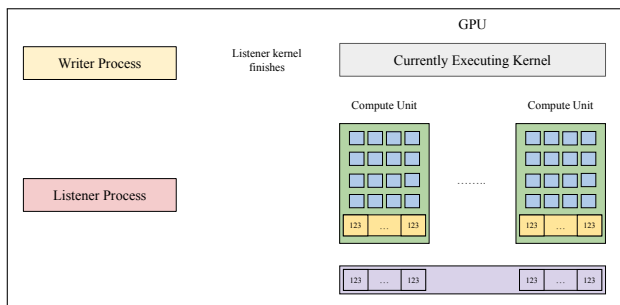 GPU
Writer Process
Listener kernel
finishes
Currently Executing Kernel
Compute Unit
Compute Unit
........
Listener Process
123 ... 123
123 ... 123
123 ... 123
123 ... 123